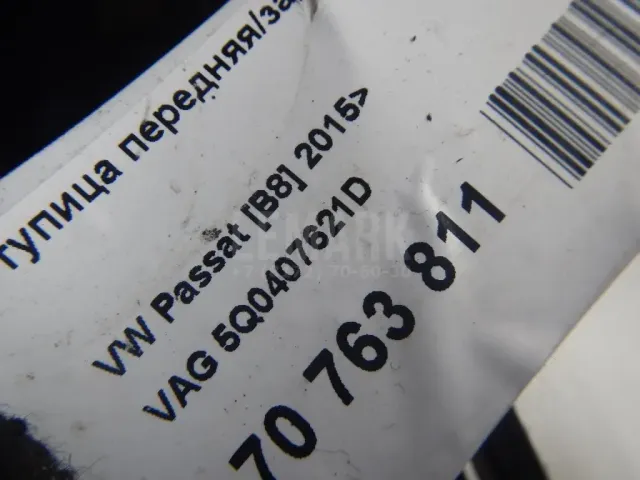 тупица передняя/за
VW Passat [B8] 2015>
VAG 5Q0407621D
70 763 811